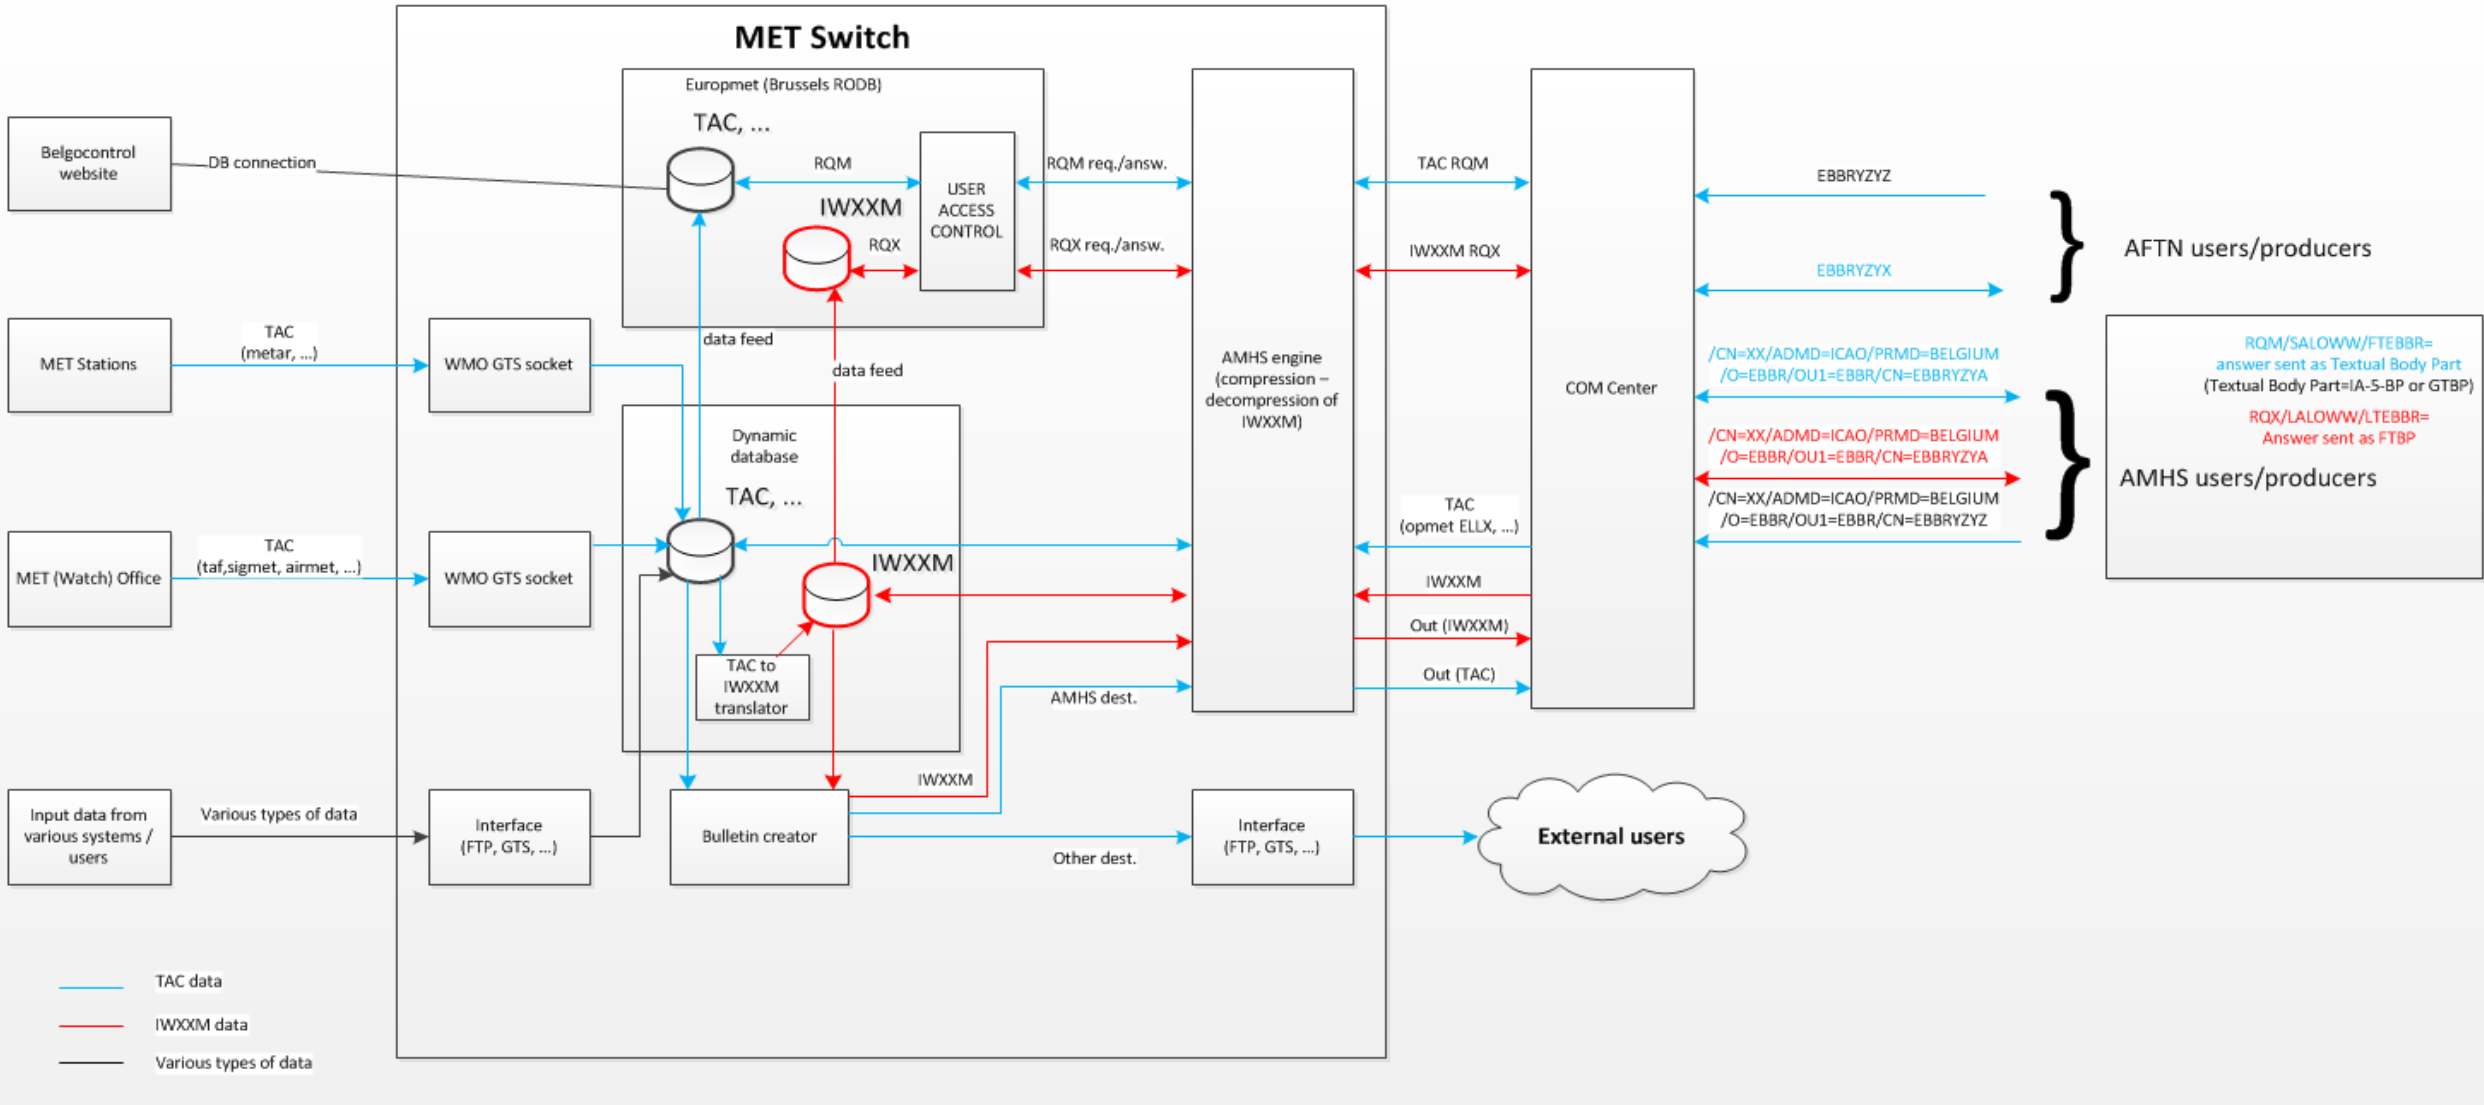 MET Switch
Europmet (Brussels RODB)
TAC, ...
Belgocontrol
website
DB connection
RQM
IWXXM
RQX
USER
ACCESS
CONTROL
RQM req./answ.
RQX req./answ.
TAC RQM
IWXXM RQX
EBBRYZYZ
EBBRYZYX
AFTN users/producers
MET Stations
TAC
(metar, ...)
WMO GTS socket
data feed
data feed
AMHS engine
(compression –
decompression of
IWXXM)
COM Center
/CN=XX/ADMD=ICAO/PRMD=BELGIUM
/O=EBBR/OU1=EBBR/CN=EBBRYZYA
/CN=XX/ADMD=ICAO/PRMD=BELGIUM
/O=EBBR/OU1=EBBR/CN=EBBRYZYA
/CN=XX/ADMD=ICAO/PRMD=BELGIUM
/O=EBBR/OU1=EBBR/CN=EBBRYZYZ
RQM/SALOWW/FTEBBR=
answer sent as Textual Body Part
(Textual Body Part=IA-5-BP or GTBP)
RQX/LALOWW/LTEBBR=
Answer sent as FTBP
AMHS users/producers
Dynamic
database
TAC, ...
IWXXM
MET (Watch) Office
TAC
(taf,sigmet, airmet, ...)
WMO GTS socket
TAC
(opmet ELLX, ...)
IWXXM
Out (IWXXM)
Out (TAC)
TAC to
IWXXM
translator
AMHS dest.
IWXXM
Input data from
various systems /
users
Various types of data
Interface
(FTP, GTS, ...)
Bulletin creator
Other dest.
Interface
(FTP, GTS, ...)
External users
TAC data
IWXXM data
Various types of data